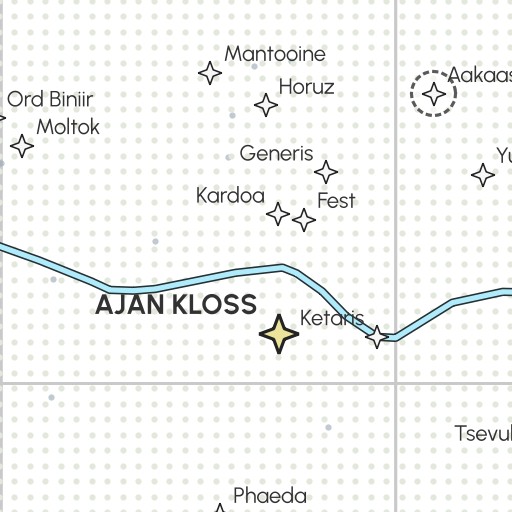 Mantooine
Aakaas
Horuz
Ord Biniir
Moltok
Generis
Yu
Kardoa
Fest
AJAN KLOSS
Ketaris
Tsevul
Phaeda